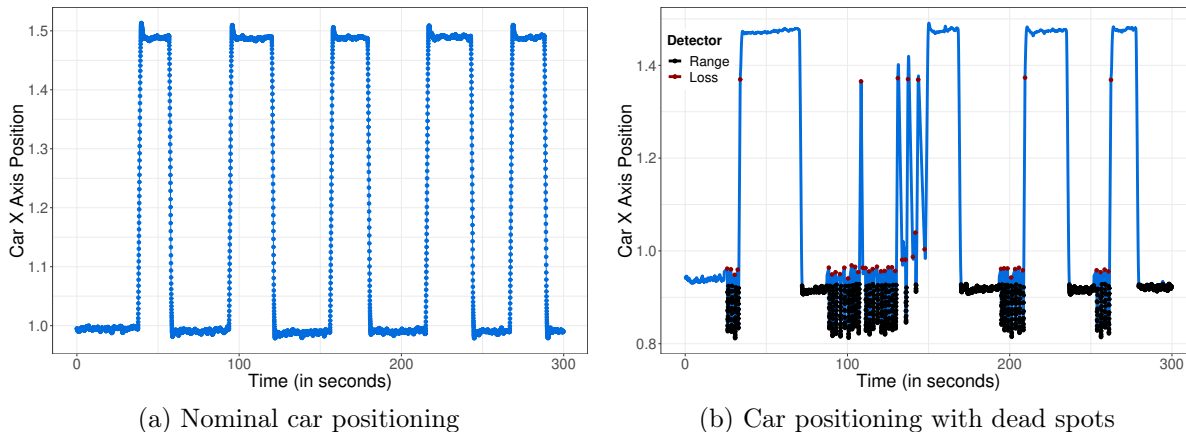 Car X Axis Position
1.5
1.4
1.3
1.2
1.1
1.0
0
100
200
300
Time (in seconds)
(a) Nominal car positioning
Car X Axis Position
1.4
1.2
1.0
0.8
Detector
Range
Loss
0
100
200
300
Time (in seconds)
(b) Car positioning with dead spots